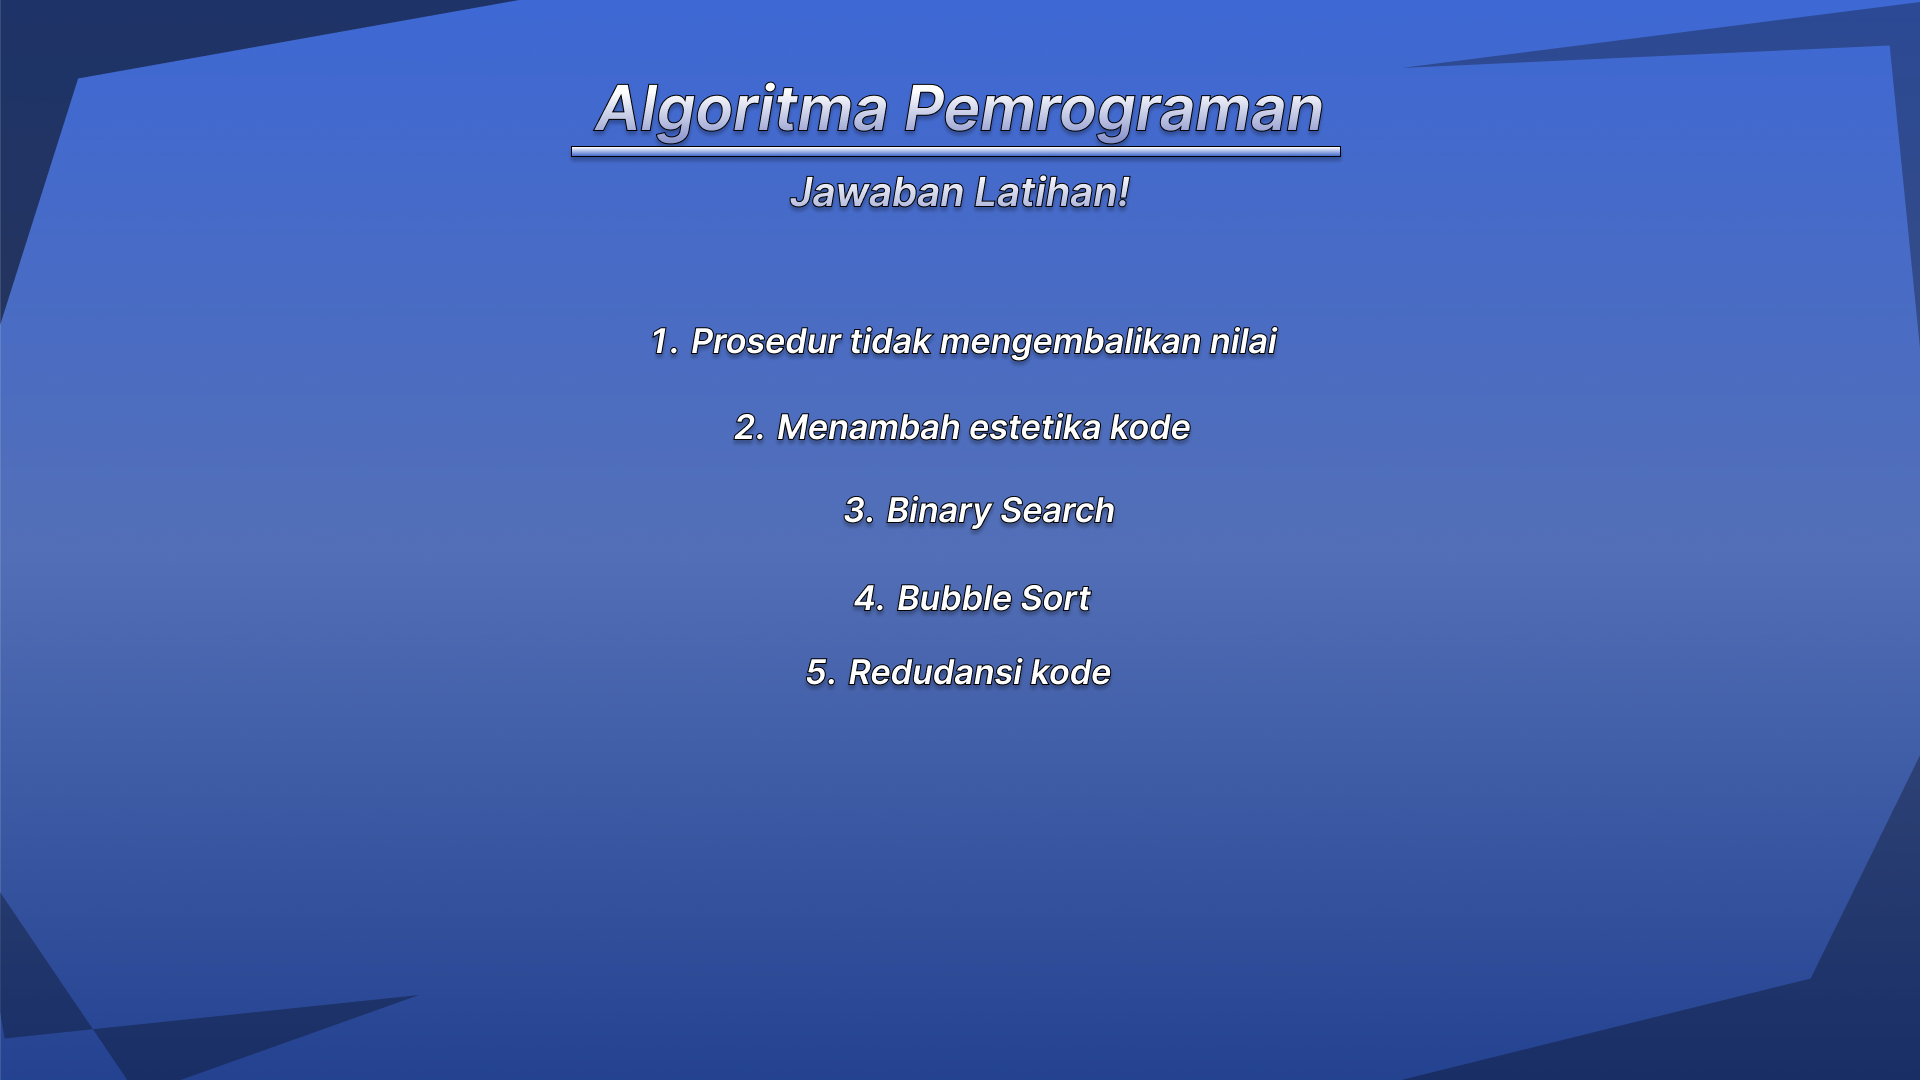 Algoritma Pemrograman
Jawaban Latihan!
1. Prosedur tidak mengembalikan nilai
2. Menambah estetika kode
3. Binary Search
4. Bubble Sort
5. Redudansi kode